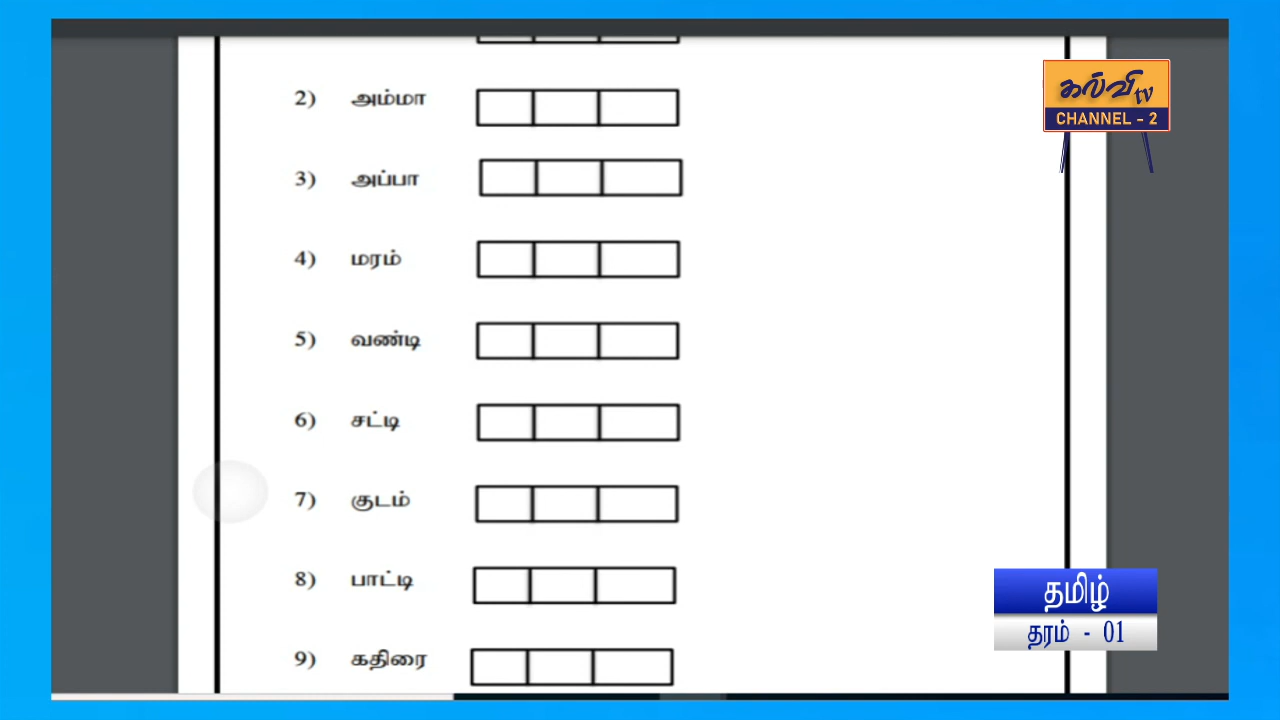 2) அம்மா
கல்வி tv
CHANNEL - 2
3) அப்பா
4) மரம்
5) வண்டி
6) சட்டி
7) குடம்
8) பாட்டி
தமிழ்
தரம் - 01
9) கதிரை